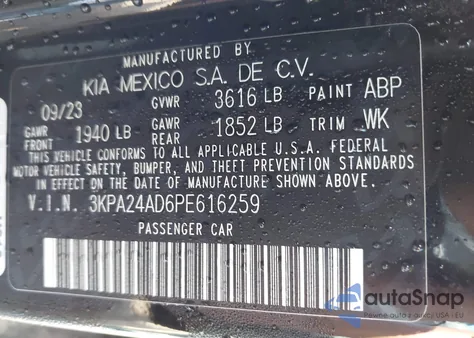 MANUFACTURED BY
KIA MEXICO S.A. DE C.V.
09/23 GVWR 3616 LB PAINT ABP
GAWR FRONT 1940 LB GAWR REAR 1852 LB TRIM WK
THIS VEHICLE CONFORMS TO ALL APPLICABLE U.S.A. FEDERAL
MOTOR VEHICLE SAFETY, BUMPER, AND THEFT PREVENTION STANDARDS
IN EFFECT ON THE DATE OF MANUFACTURE SHOWN ABOVE.
V.I.N. 3KPA24AD6PE616259
PASSENGER CAR
autoSnap